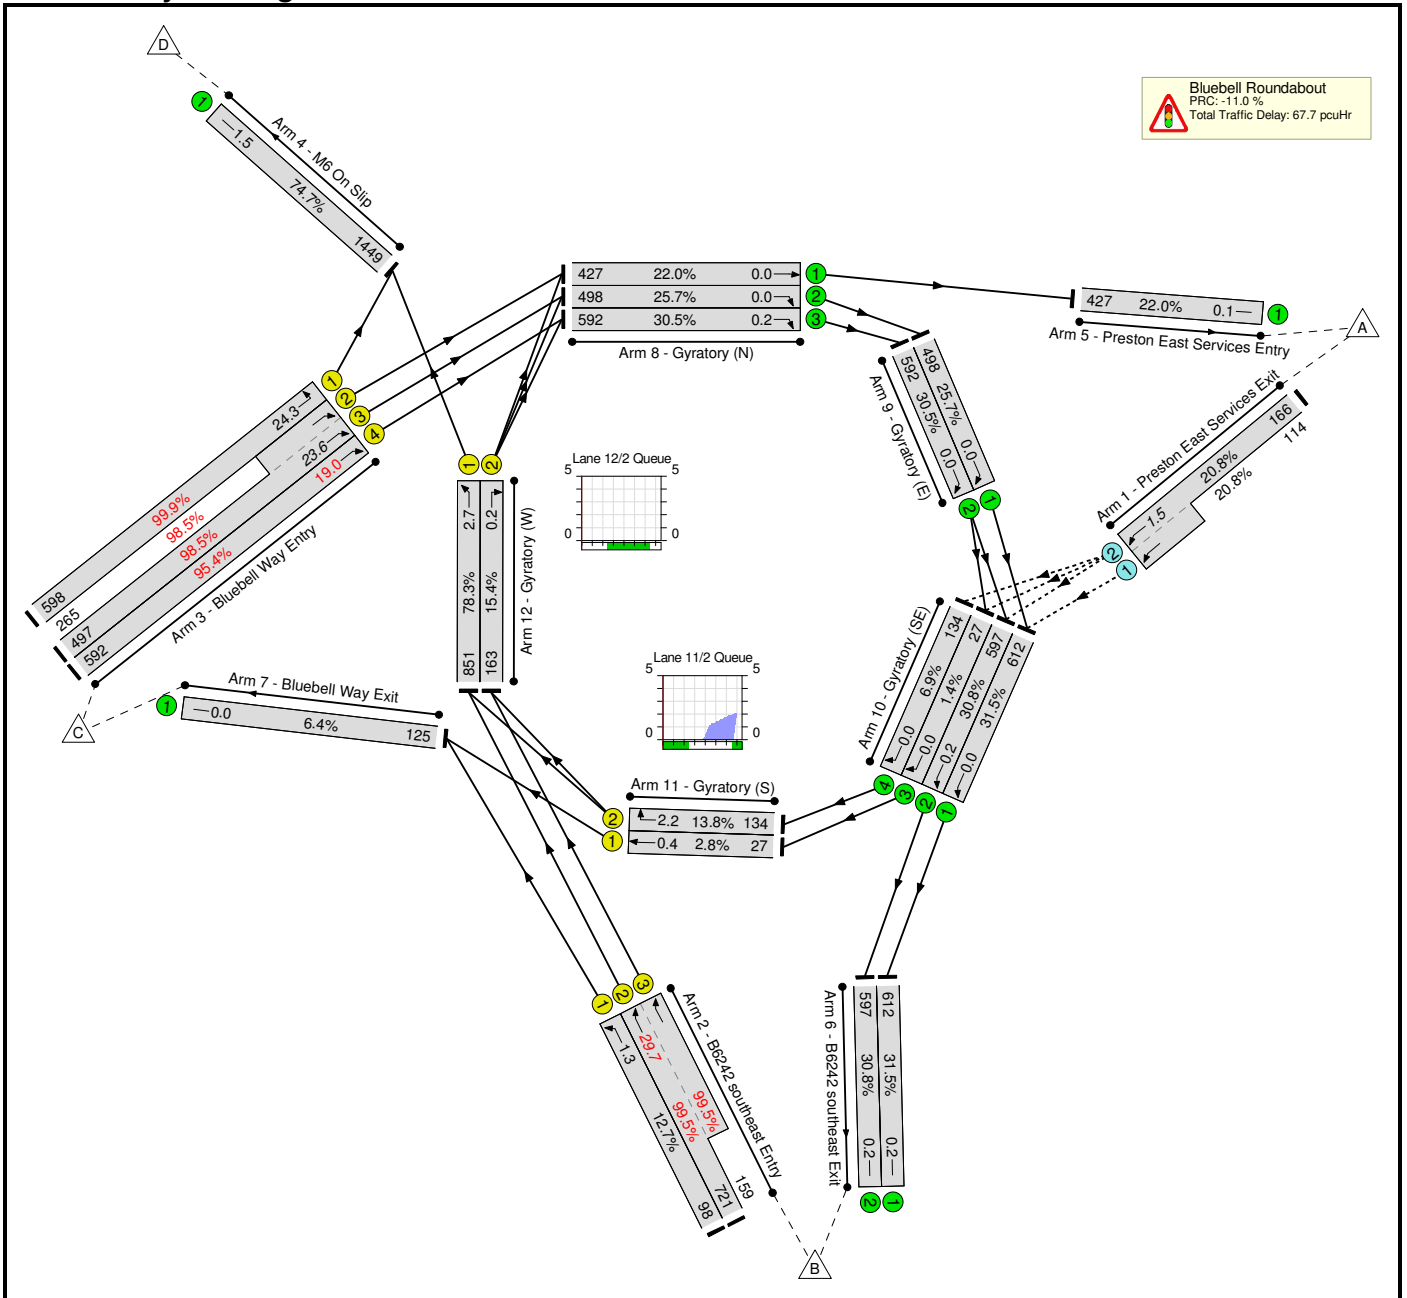 D
Bluebell Roundabout
PRC: -11.0 %
Total Traffic Delay: 67.7 pcuHr
1
1.5
74.7%
1449
Arm 4 - M6 On Slip
427 22.0% 0.0
498 25.7% 0.0
592 30.5% 0.2
1
2
3
Arm 8 - Gyratory (N)
427 22.0% 0.1
1
Arm 5 - Preston East Services Entry
A
498 25.7% 0.0
592 30.5% 0.0
Arm 9 - Gyratory (E)
2
1
Arm 1 - Preston East Services Exit
166
114
20.8%
20.8%
1.5
2
1
1
2
3
4
24.3
23.6
19.0
99.9%
98.5%
98.5%
95.4%
598
265
497
592
Arm 3 - Bluebell Way Entry
1
2
2.7
0.2
78.3%
15.4%
851
163
Arm 12 - Gyratory (W)
Lane 12/2 Queue
5 5
0 0
Lane 11/2 Queue
5 5
0 0
Arm 10 - Gyratory (SE)
134 6.9% 0.0
27 1.4% 0.0
597 30.8% 0.2
612 31.5% 0.0
4
3
2
1
Arm 7 - Bluebell Way Exit
1
0.0 6.4% 125
C
Arm 11 - Gyratory (S)
2
1
2.2 13.8% 134
0.4 2.8% 27
1
2
3
1.3
29.7
12.7%
99.5%
99.5%
98
721
159
Arm 2 - B6242 southeast Entry
Arm 6 - B6242 southeast Exit
597 30.8% 0.2
612 31.5% 0.2
2
1
B